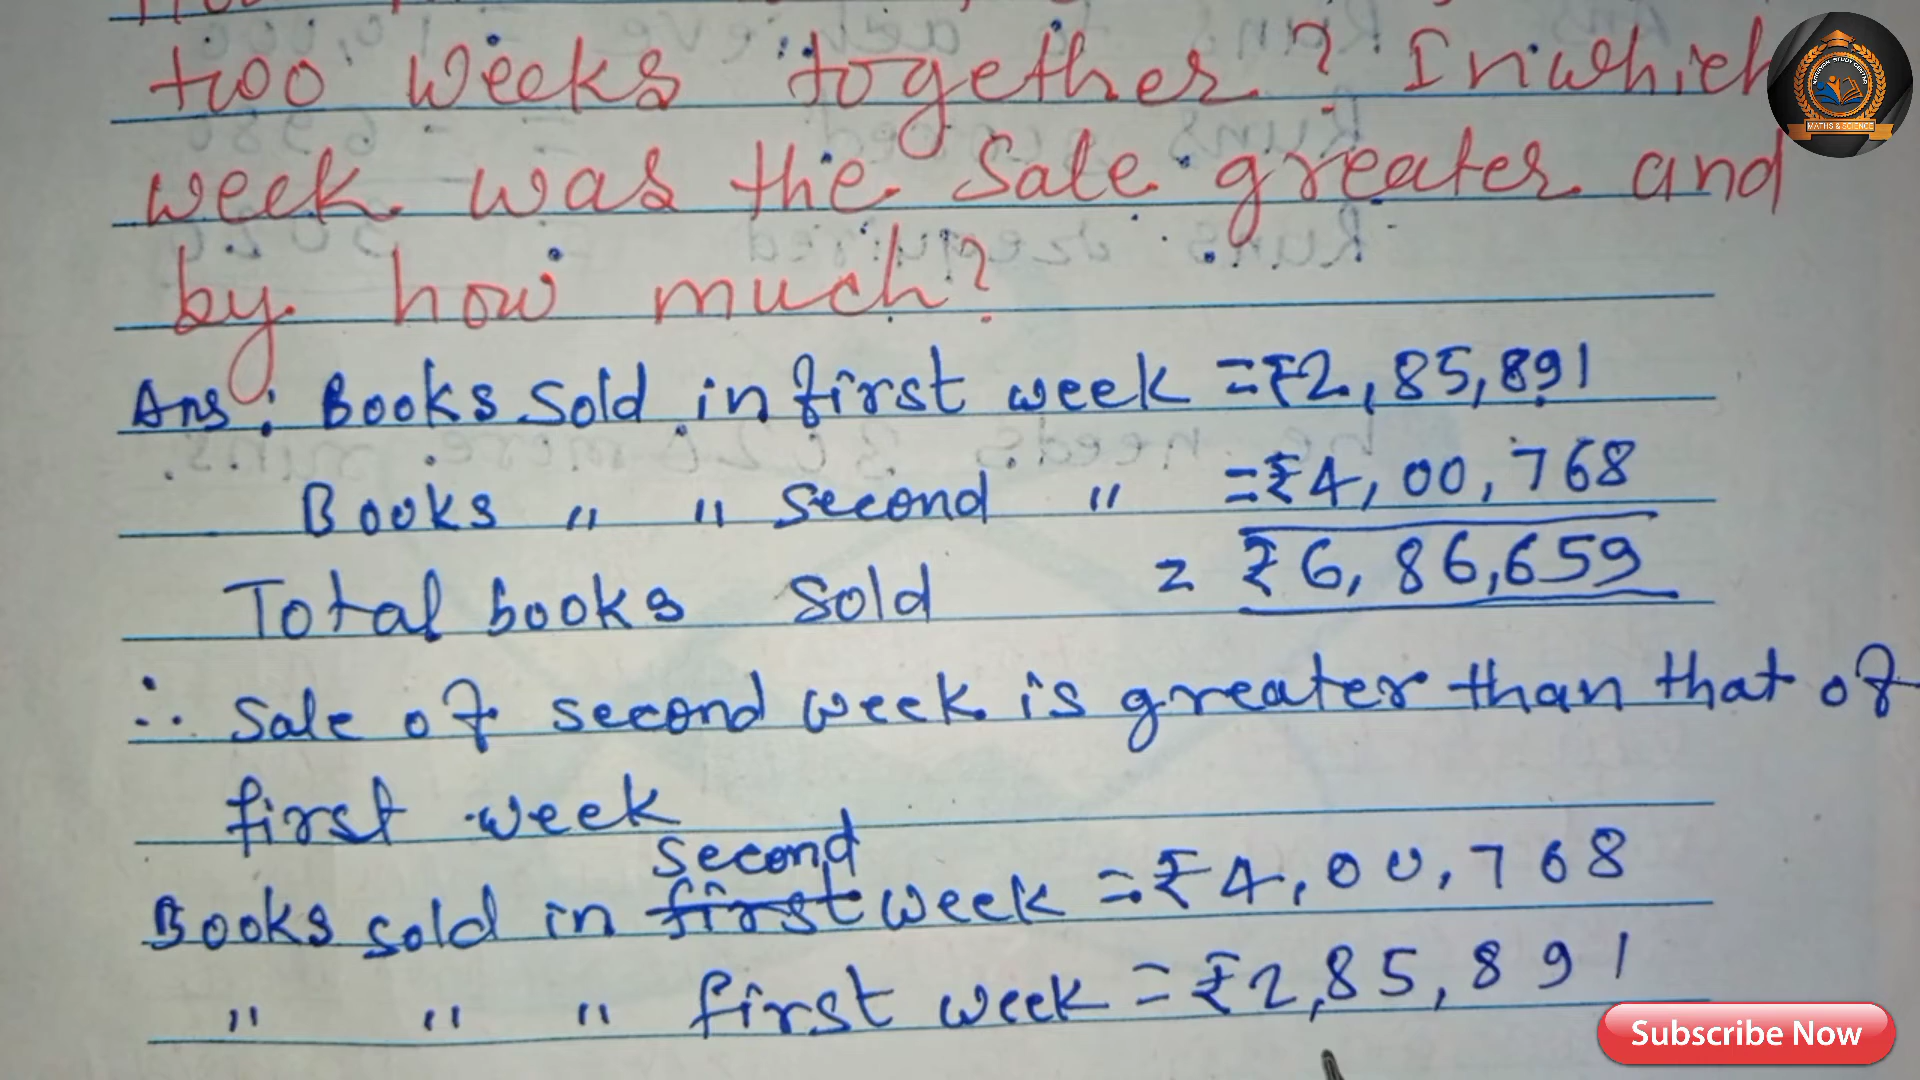 two weeks together? In which
week was the sale greater and
by how much?
Ans: Books sold in first week = ₹2,85,891
Books " " second " = ₹4,00,768
Total books sold = ₹6,86,659
∴ Sale of second week is greater than that of
first week
second
Books sold in first week = ₹4,00,768
" " " first week = ₹2,85,891
MATHS & SCIENCE
Subscribe Now